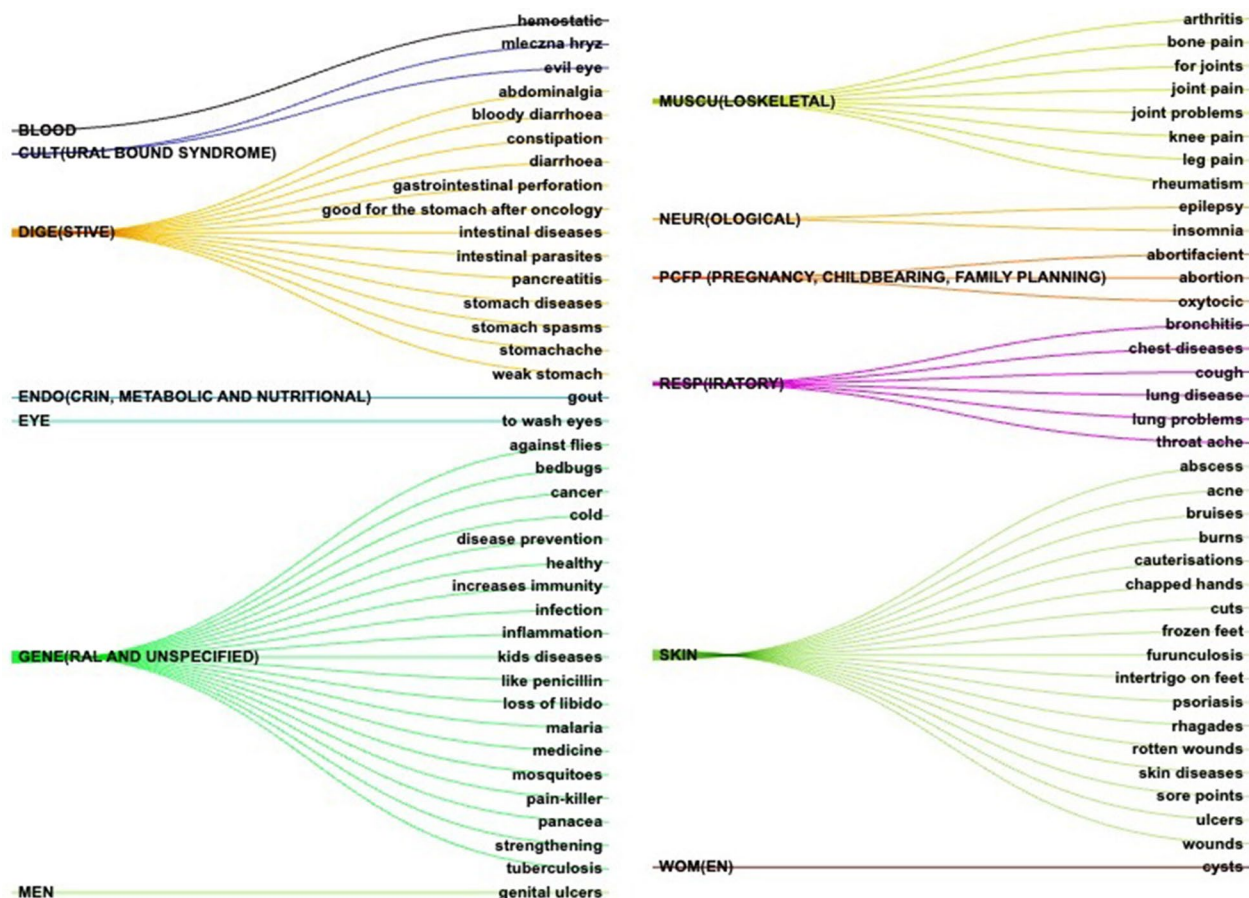 hemostatic
mleczna hryz
evil eye
abdominalgia
bloody diarrhoea
BLOOD
constipation
CULT(URAL BOUND SYNDROME)
diarrhoea
gastrointestinal perforation
good for the stomach after oncology
DIGE(STIVE)
intestinal diseases
intestinal parasites
pancreatitis
stomach diseases
stomach spasms
stomachache
weak stomach
ENDO(CRIN, METABOLIC AND NUTRITIONAL)
gout
EYE
to wash eyes
against flies
bedbugs
cancer
cold
disease prevention
healthy
increases immunity
infection
inflammation
GENE(RAL AND UNSPECIFIED)
kids diseases
like penicillin
loss of libido
malaria
medicine
mosquitoes
pain-killer
panacea
strengthening
tuberculosis
MEN
genital ulcers
arthritis
bone pain
for joints
joint pain
MUSCU(LOSKELETAL)
joint problems
knee pain
leg pain
rheumatism
epilepsy
NEUR(OLOGICAL)
insomnia
abortifacient
PCFP (PREGNANCY, CHILDBEARING, FAMILY PLANNING)
abortion
oxytocic
bronchitis
chest diseases
cough
RESP(IRATORY)
lung disease
lung problems
throat ache
abscess
acne
bruises
burns
cauterisations
chapped hands
cuts
frozen feet
SKIN
furunculosis
intertrigo on feet
psoriasis
rhagades
rotten wounds
skin diseases
sore points
ulcers
wounds
WOM(EN)
cysts